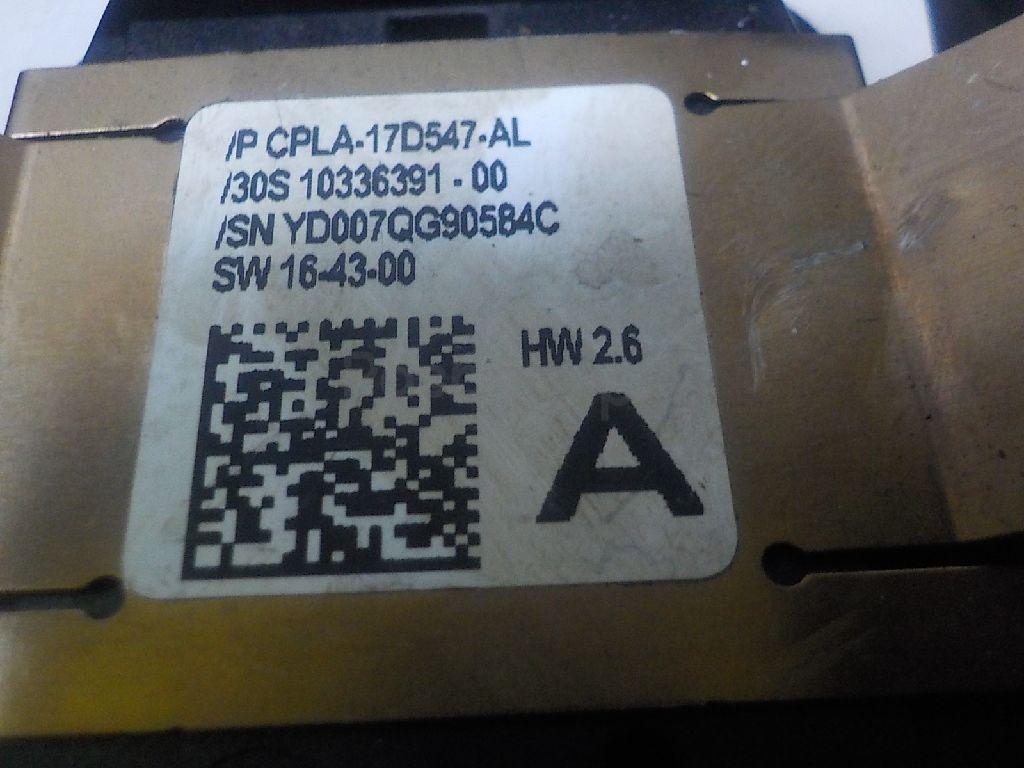 /P CPLA-17D547-AL
/30S 10336391 - 00
/SN YD007QG90584C
SW 16-43-00
HW 2.6
A